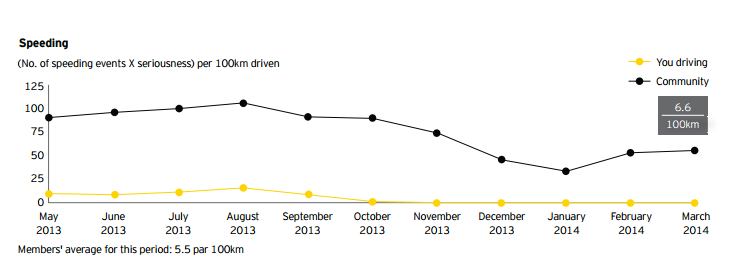 Speeding
(No. of speeding events X seriousness) per 100km driven
You driving
Community
6.6
100km
125
100
75
50
25
0
May June July August September October November December January February March
2013 2013 2013 2013 2013 2013 2013 2013 2014 2014 2014
Members' average for this period: 5.5 par 100km